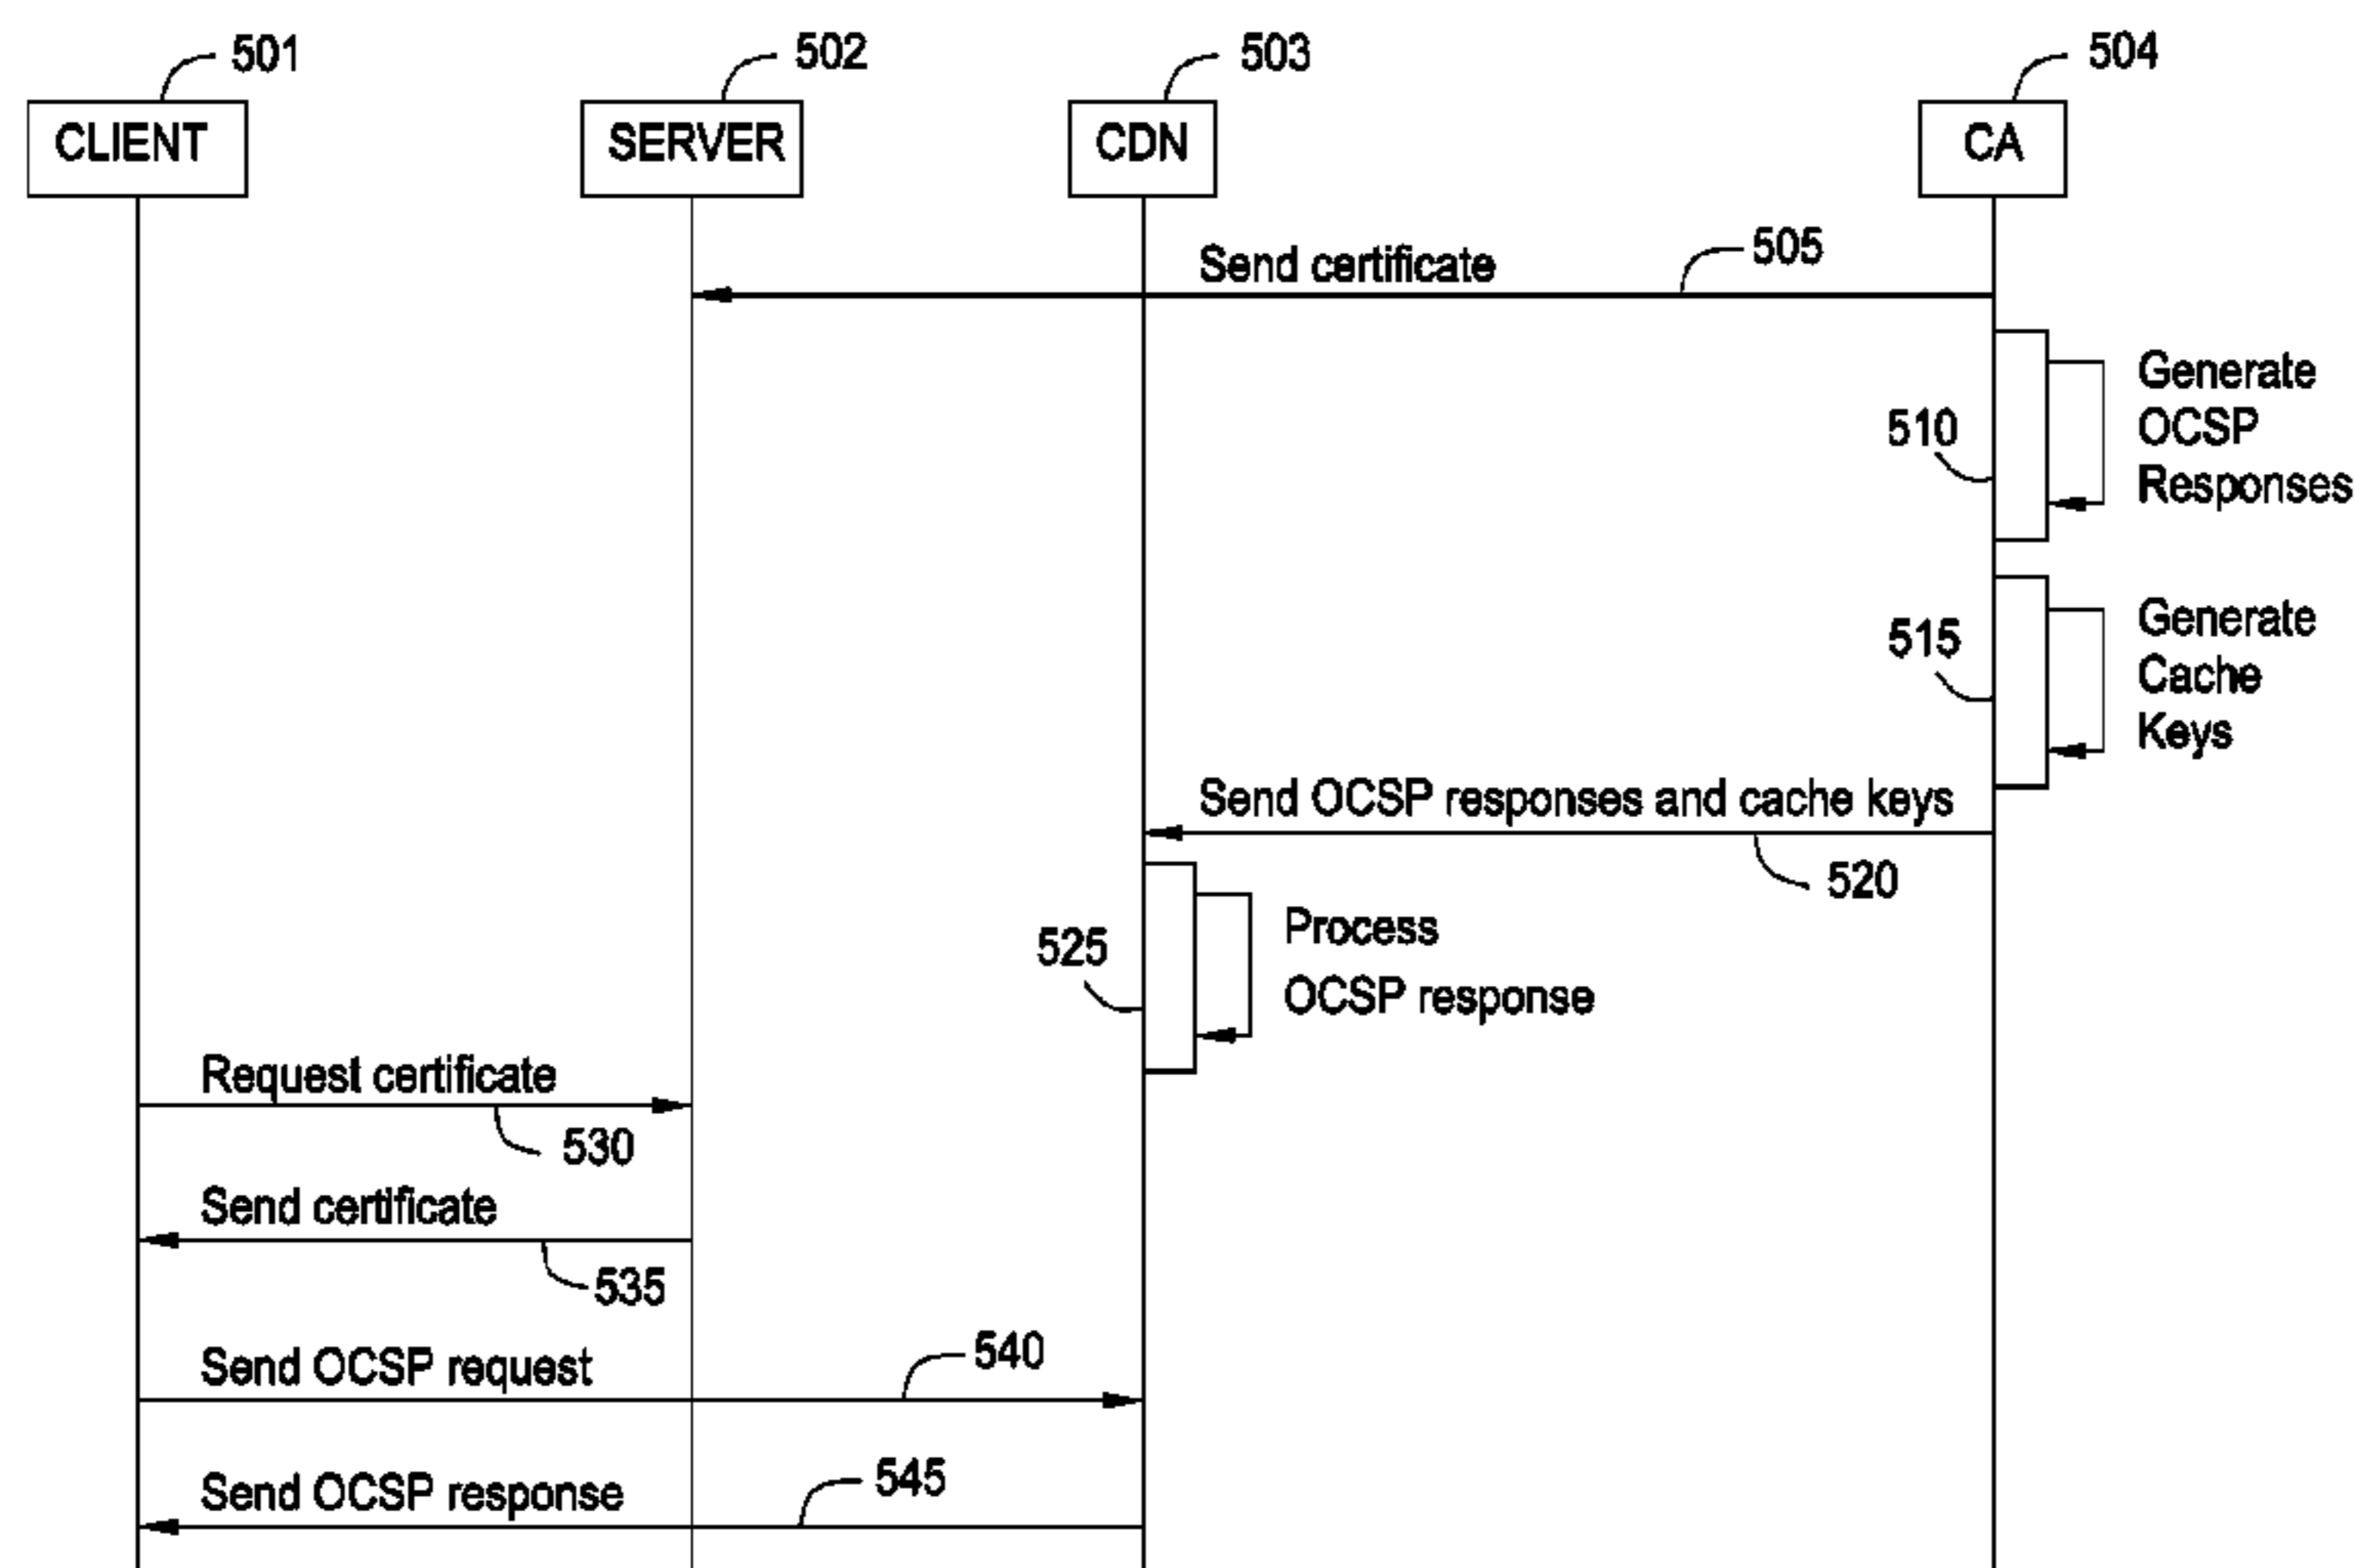 501
502
503
504
CLIENT
SERVER
CDN
CA
Send certificate
505
Generate
OCSP
Responses
510
Generate
Cache
Keys
515
Send OCSP responses and cache keys
520
Process
OCSP response
525
Request certificate
530
Send certificate
535
Send OCSP request
540
Send OCSP response
545